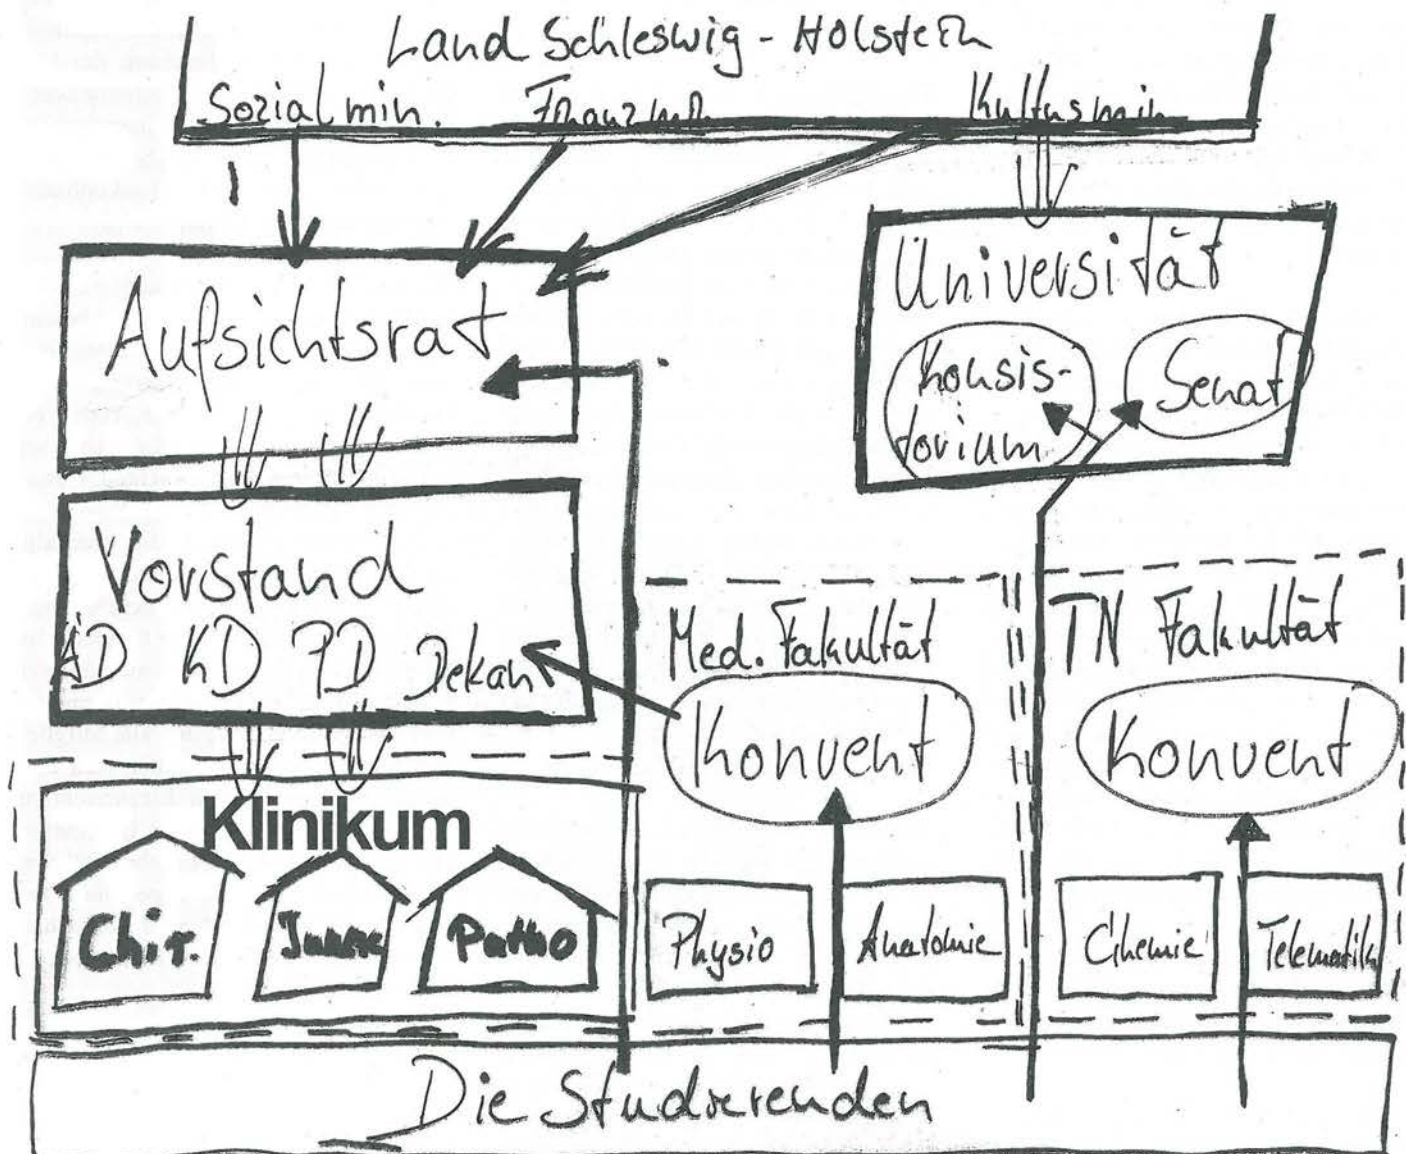 Land Schleswig-Holstein
Sozialmin. Finanzmin Kultusmin
Universität
Aufsichtsrat
Konsis-
torium
Senat
Vorstand
ÄD KD PD Dekan
Med. Fakultät
Konvent
TN Fakultät
Konvent
Klinikum
Chir. Innere Patho
Physio Anatomie
Chemie Telematik
Die Studierenden